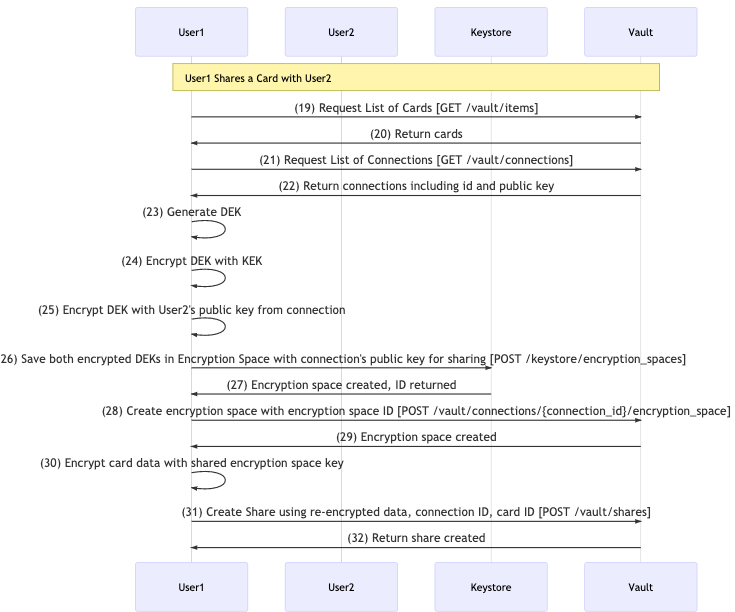 User1 User2 Keystore Vault
User1 Shares a Card with User2
(19) Request List of Cards [GET /vault/items]
(20) Return cards
(21) Request List of Connections [GET /vault/connections]
(22) Return connections including id and public key
(23) Generate DEK
(24) Encrypt DEK with KEK
(25) Encrypt DEK with User2's public key from connection
26) Save both encrypted DEKs in Encryption Space with connection's public key for sharing [POST /keystore/encryption_spaces]
(27) Encryption space created, ID returned
(28) Create encryption space with encryption space ID [POST /vault/connections/{connection_id}/encryption_space]
(29) Encryption space created
(30) Encrypt card data with shared encryption space key
(31) Create Share using re-encrypted data, connection ID, card ID [POST /vault/shares]
(32) Return share created
User1 User2 Keystore Vault